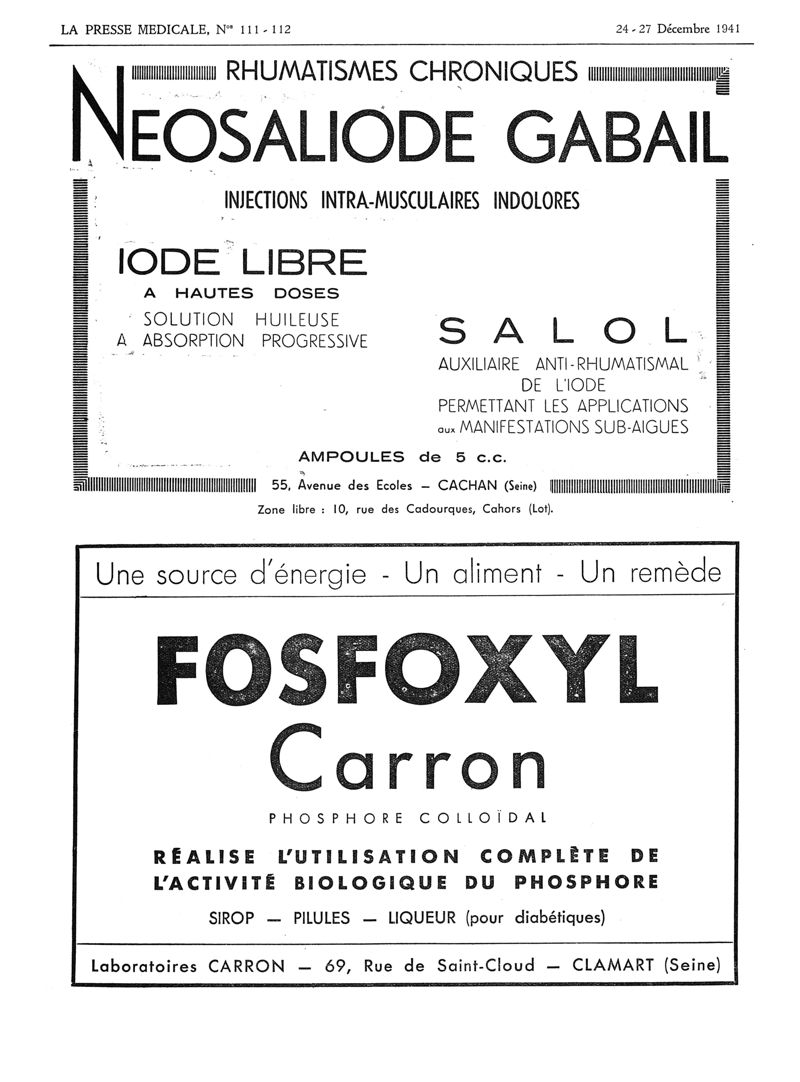 LA PRESSE MEDICALE, Nos 111 - 112
24 - 27 Décembre 1941
RHUMATISMES CHRONIQUES
NEOSALIODE GABAIL
INJECTIONS INTRA-MUSCULAIRES INDOLORES
IODE LIBRE
A HAUTES DOSES
SOLUTION HUILEUSE
A ABSORPTION PROGRESSIVE
SALOL
AUXILIAIRE ANTI-RHUMATISMAL
DE L'IODE
PERMETTANT LES APPLICATIONS
aux MANIFESTATIONS SUB-AIGUES
AMPOULES de 5 c.c.
55, Avenue des Ecoles — CACHAN (Seine)
Zone libre : 10, rue des Cadourques, Cahors (Lot).
Une source d'énergie - Un aliment - Un remède
FOSFOXYL
Carron
PHOSPHORE COLLOÏDAL
RÉALISE L'UTILISATION COMPLÈTE DE
L'ACTIVITÉ BIOLOGIQUE DU PHOSPHORE
SIROP — PILULES — LIQUEUR (pour diabétiques)
Laboratoires CARRON — 69, Rue de Saint-Cloud — CLAMART (Seine)